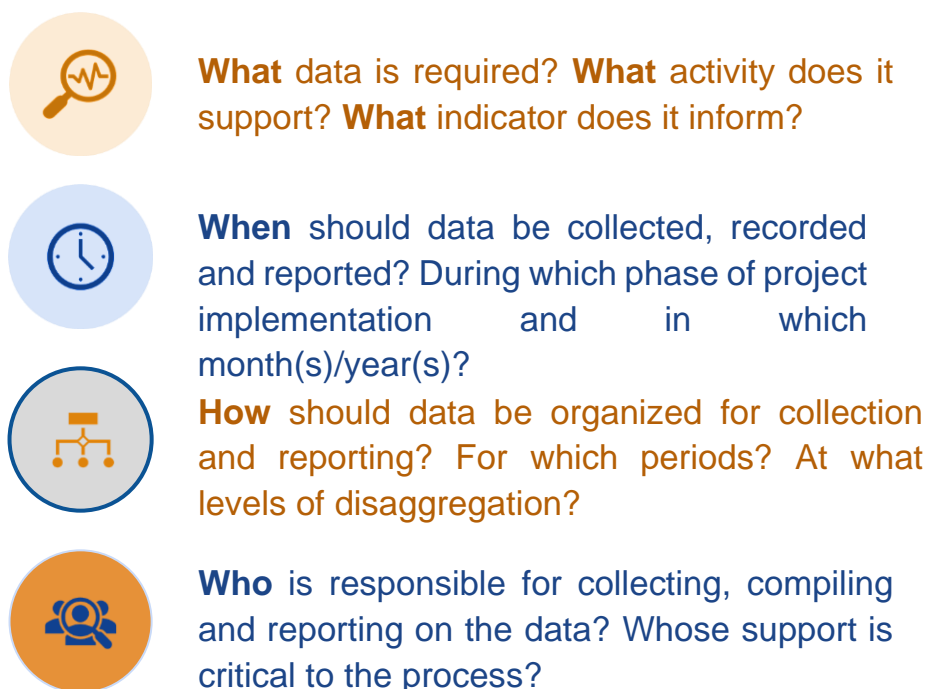 What data is required? What activity does it
support? What indicator does it inform?
When should data be collected, recorded
and reported? During which phase of project
implementation and in which
month(s)/year(s)?
How should data be organized for collection
and reporting? For which periods? At what
levels of disaggregation?
Who is responsible for collecting, compiling
and reporting on the data? Whose support is
critical to the process?